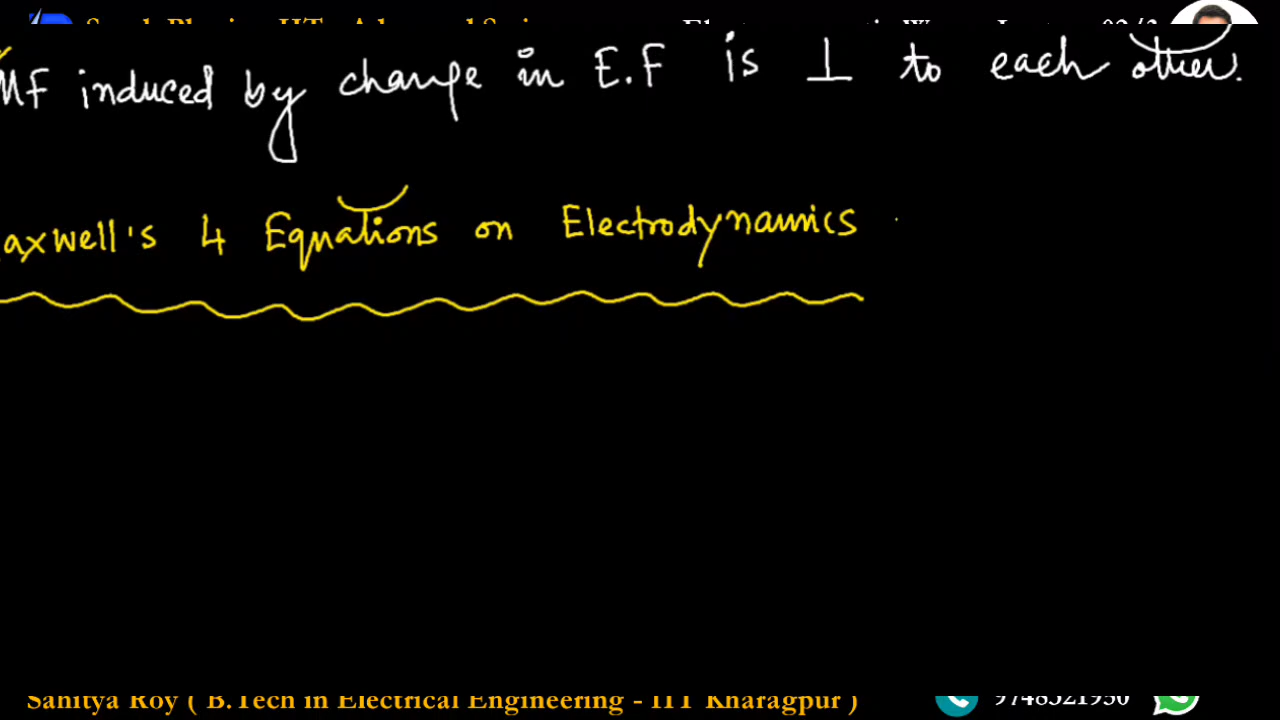 MF induced by change in E.F is ⊥ to each other.
axwell's 4 Equations on Electrodynamics
Sahitya Roy ( B.Tech in Electrical Engineering - IIT Kharagpur )
9748521950